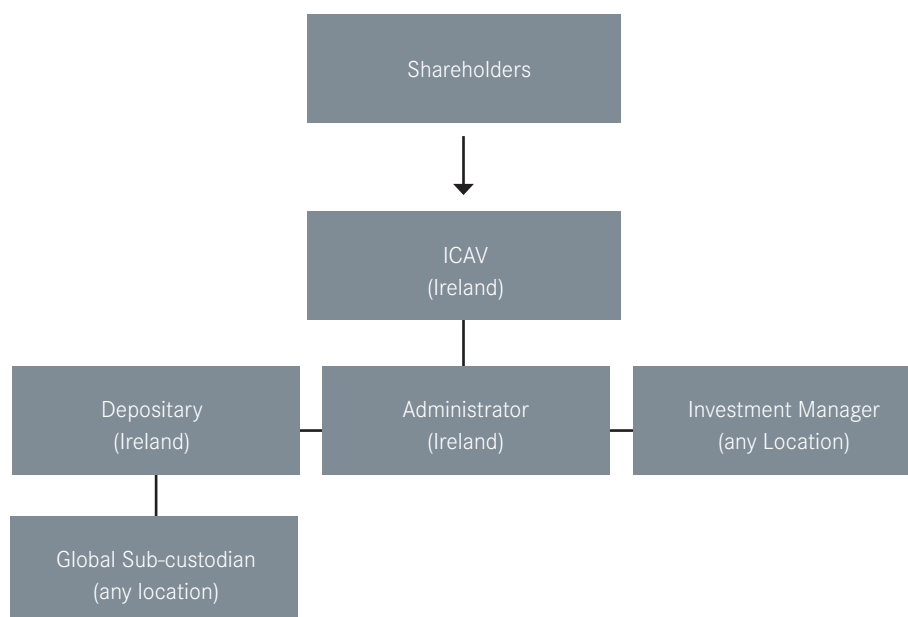 Shareholders
ICAV
(Ireland)
Depositary
(Ireland)
Administrator
(Ireland)
Investment Manager
(any Location)
Global Sub-custodian
(any location)